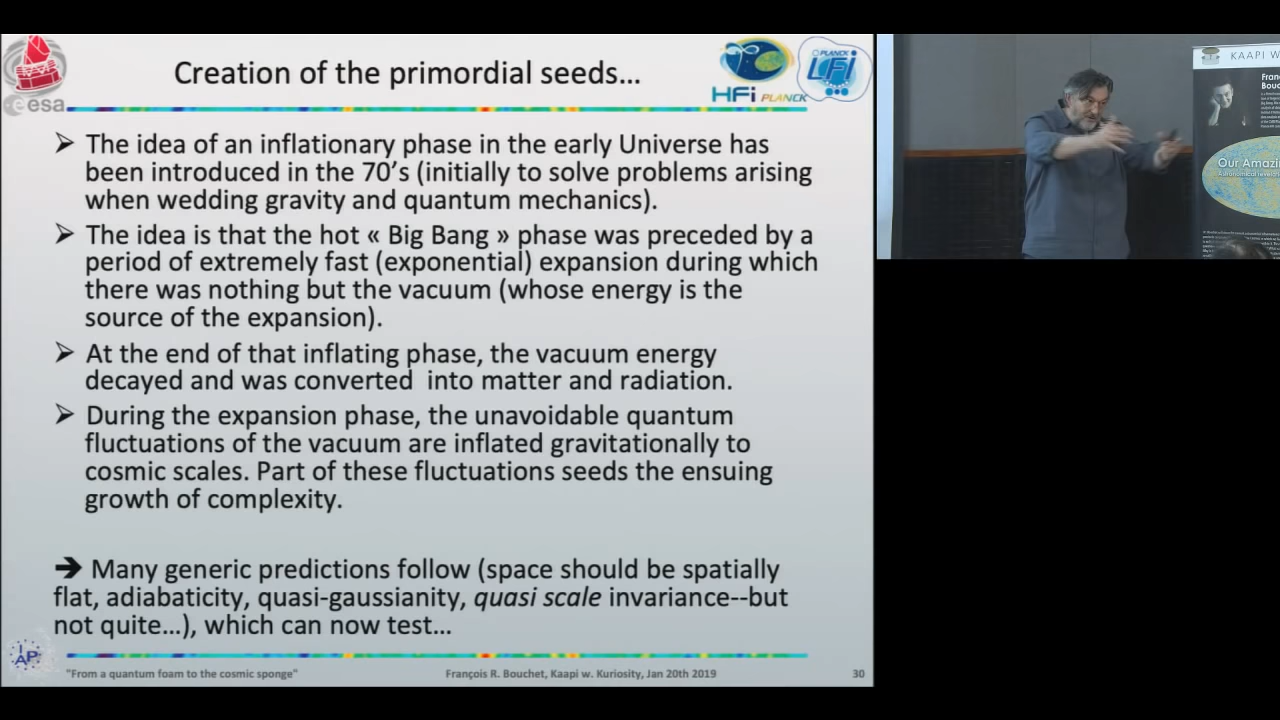 Creation of the primordial seeds…
esa
HFi PLANCK
PLANCK
LFI
➢ The idea of an inflationary phase in the early Universe has
been introduced in the 70's (initially to solve problems arising
when wedding gravity and quantum mechanics).
➢ The idea is that the hot « Big Bang » phase was preceded by a
period of extremely fast (exponential) expansion during which
there was nothing but the vacuum (whose energy is the
source of the expansion).
➢ At the end of that inflating phase, the vacuum energy
decayed and was converted into matter and radiation.
➢ During the expansion phase, the unavoidable quantum
fluctuations of the vacuum are inflated gravitationally to
cosmic scales. Part of these fluctuations seeds the ensuing
growth of complexity.
➔ Many generic predictions follow (space should be spatially
flat, adiabaticity, quasi-gaussianity, quasi scale invariance--but
not quite…), which can now test…
IAP
"From a quantum foam to the cosmic sponge"
François R. Bouchet, Kaapi w. Kuriosity, Jan 20th 2019
30
KAAPI W
Fran
Bou
Our Amazi